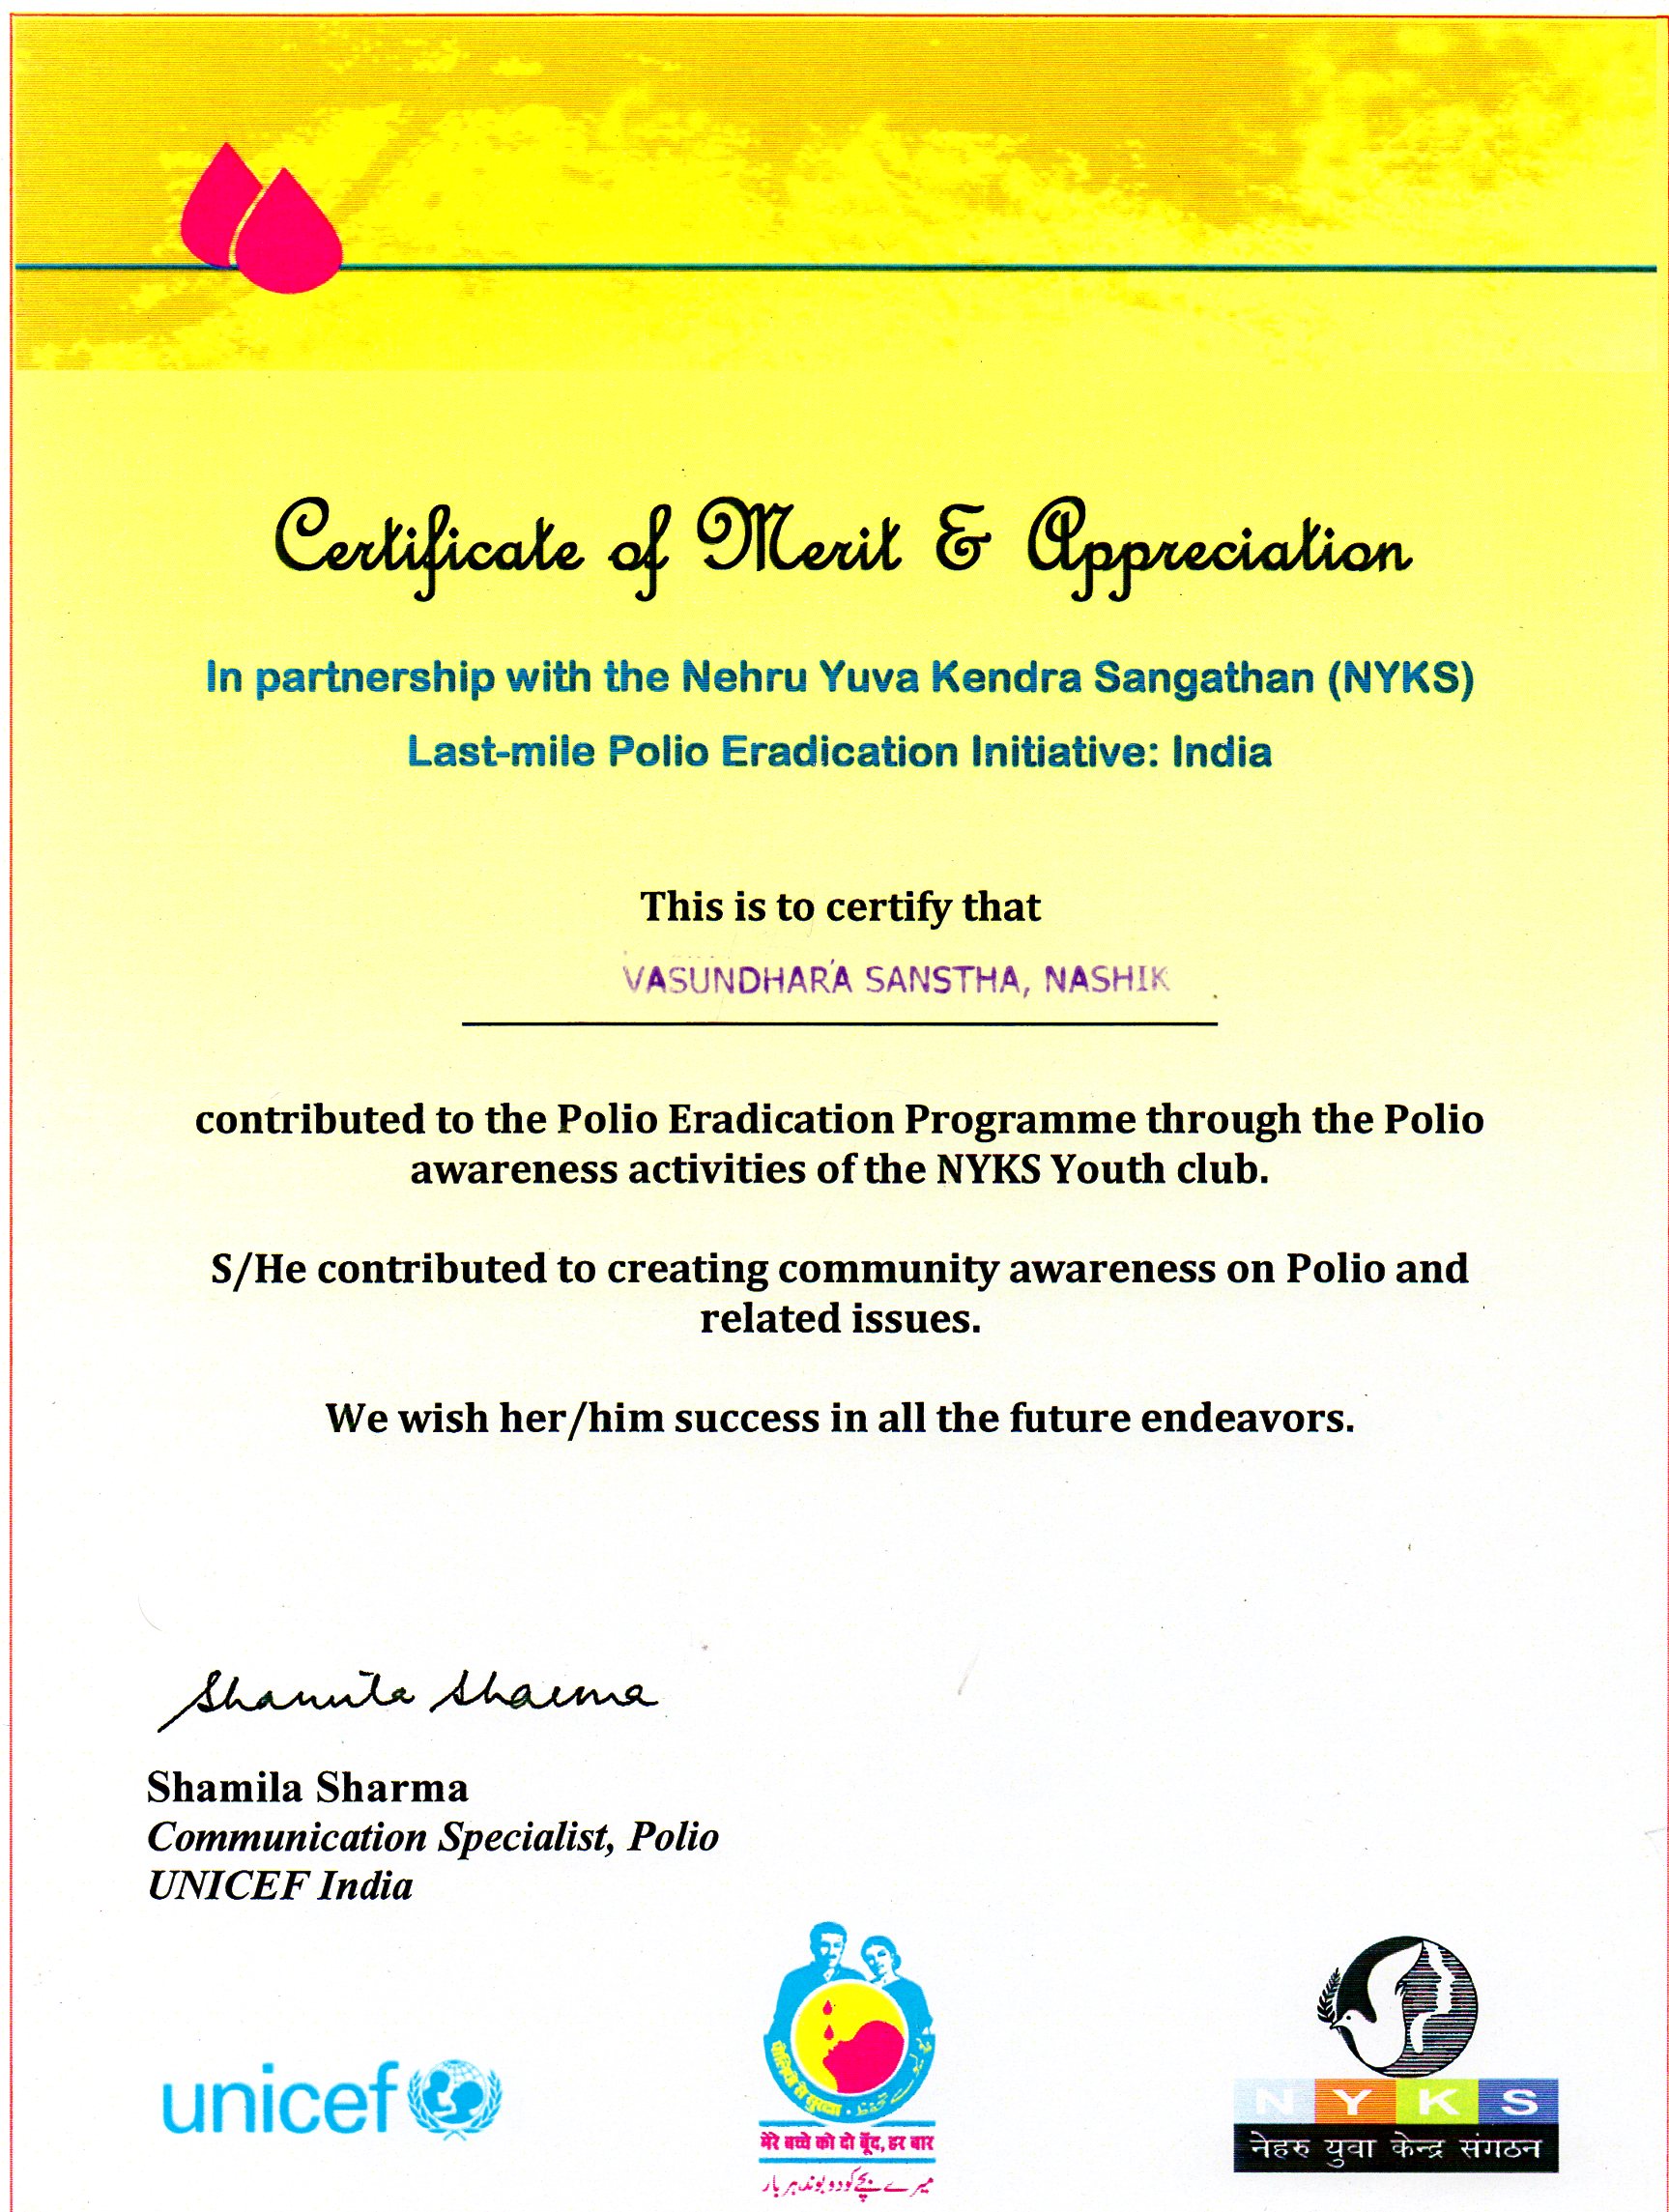 Certificate of Merit & Appreciation
In partnership with the Nehru Yuva Kendra Sangathan (NYKS)
Last-mile Polio Eradication Initiative: India
This is to certify that
VASUNDHARA SANSTHA, NASHIK
contributed to the Polio Eradication Programme through the Polio
awareness activities of the NYKS Youth club.
S/He contributed to creating community awareness on Polio and
related issues.
We wish her/him success in all the future endeavors.
Shamila Sharma
Shamila Sharma
Communication Specialist, Polio
UNICEF India
unicef
पोलियो से सुरक्षा
मेरे बच्चे को दो बूँद, हर बार
میرے بچے کو دو بوند ہر بار
NYKS
नेहरु युवा केन्द्र संगठन